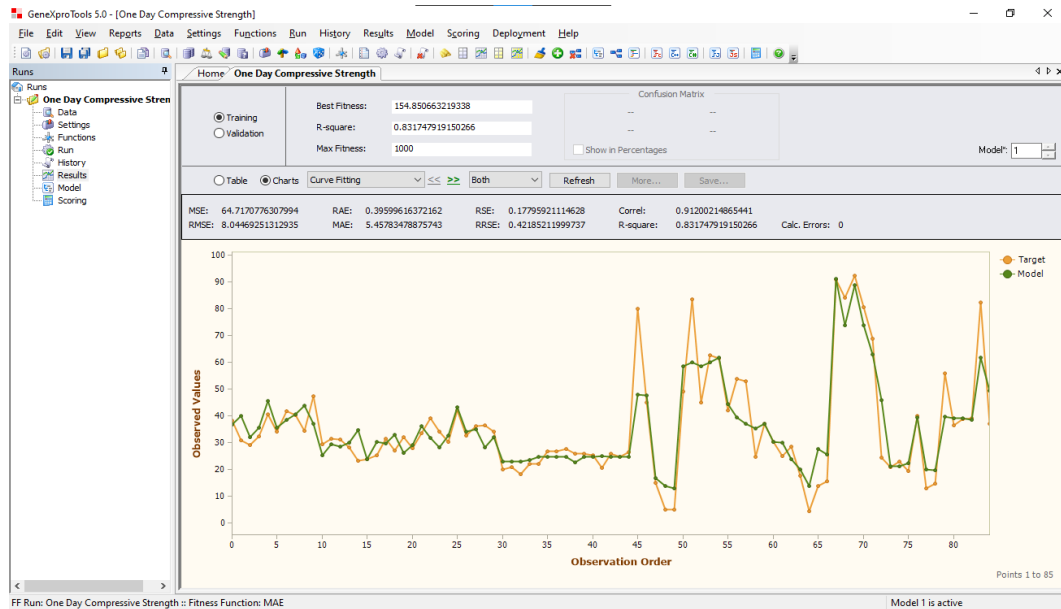 GeneXproTools 5.0 - [One Day Compressive Strength]
File Edit View Reports Data Settings Functions Run History Results Model Scoring Deployment Help
Runs
Home One Day Compressive Strength
Runs
One Day Compressive Stren
Data
Settings
Functions
Run
History
Results
Model
Scoring
Training
Validation
Best Fitness: 154.850663219338
R-square: 0.831747919150266
Max Fitness: 1000
Confusion Matrix
-- --
-- --
Show in Percentages
Model*: 1
Table Charts Curve Fitting << >> Both Refresh More... Save...
MSE: 64.7170776307994 RAE: 0.39599616372162 RSE: 0.17795921114628 Correl: 0.91200214865441
RMSE: 8.04469251312935 MAE: 5.45783478875743 RRSE: 0.42185211999737 R-square: 0.831747919150266 Calc. Errors: 0
100
90
80
70
60
50
40
30
20
10
0
Observed Values
Target
Model
0 5 10 15 20 25 30 35 40 45 50 55 60 65 70 75 80
Observation Order
Points 1 to 85
FF Run: One Day Compressive Strength :: Fitness Function: MAE
Model 1 is active